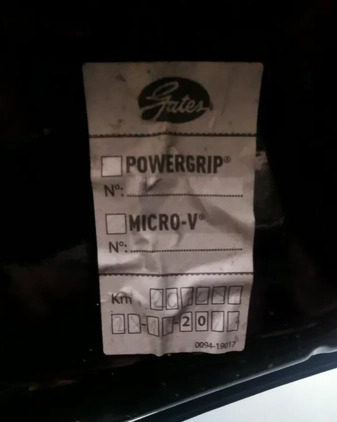 Gates
POWERGRIP®
Nº:
MICRO-V®
Nº:
Km
20
0094-19017